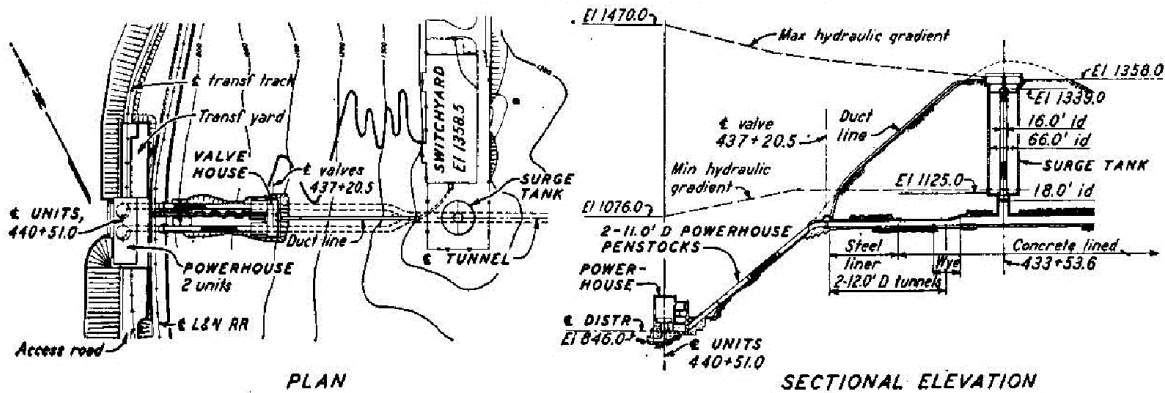 ℄ transf track
Transf yard
VALVE
HOUSE
℄ valves
437+20.5
SWITCHYARD
El 1358.5
SURGE
TANK
℄ UNITS,
440+51.0
Duct line
℄ TUNNEL
POWERHOUSE
2 units
℄ L&N RR
Access road
PLAN
El 1470.0
Max hydraulic gradient
El 1358.0
El 1339.0
℄ valve
437+20.5
Duct
line
16.0' id
66.0' id
SURGE TANK
Min hydraulic
gradient
El 1125.0
18.0' id
El 1076.0
2-11.0' D POWERHOUSE
PENSTOCKS
POWER-
HOUSE
Steel
liner
Wye
Concrete lined
433+53.6
2-12.0' D tunnels
℄ DISTR
El 846.0
℄ UNITS
440+51.0
SECTIONAL ELEVATION